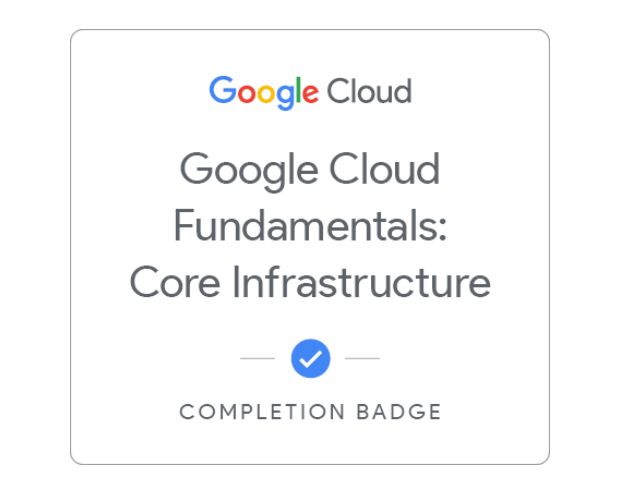 Google Cloud
Google Cloud
Fundamentals:
Core Infrastructure
COMPLETION BADGE